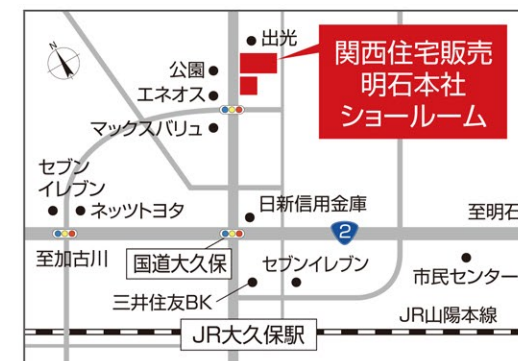 N
出光
関西住宅販売
明石本社
ショールーム
公園
エネオス
マックスバリュ
セブン
イレブン
ネッツトヨタ
日新信用金庫
至明石
2
至加古川
国道大久保
セブンイレブン
市民センター
三井住友BK
JR山陽本線
JR大久保駅